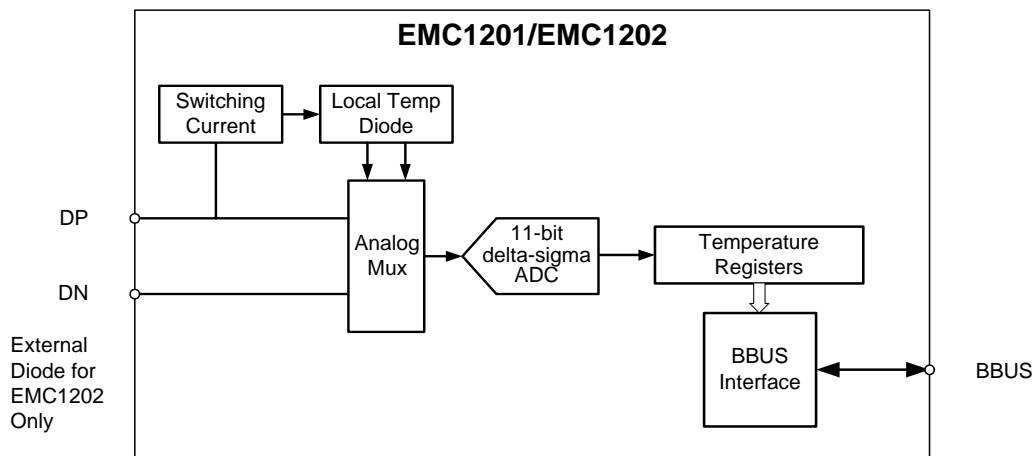 EMC1201/EMC1202
Switching
Current
Local Temp
Diode
DP
Analog
Mux
11-bit
delta-sigma
ADC
Temperature
Registers
DN
External
Diode for
EMC1202
Only
BBUS
Interface
BBUS